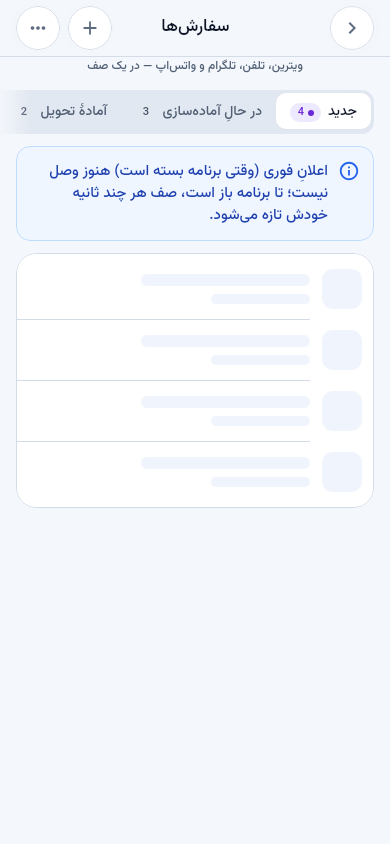 سفارش‌ها
ویترین، تلفن، تلگرام و واتس‌اپ — در یک صف
جدید 4 در حالِ آماده‌سازی 3 آمادهٔ تحویل 2
اعلانِ فوری (وقتی برنامه بسته است) هنوز وصل
نیست؛ تا برنامه باز است، صف هر چند ثانیه
خودش تازه می‌شود.